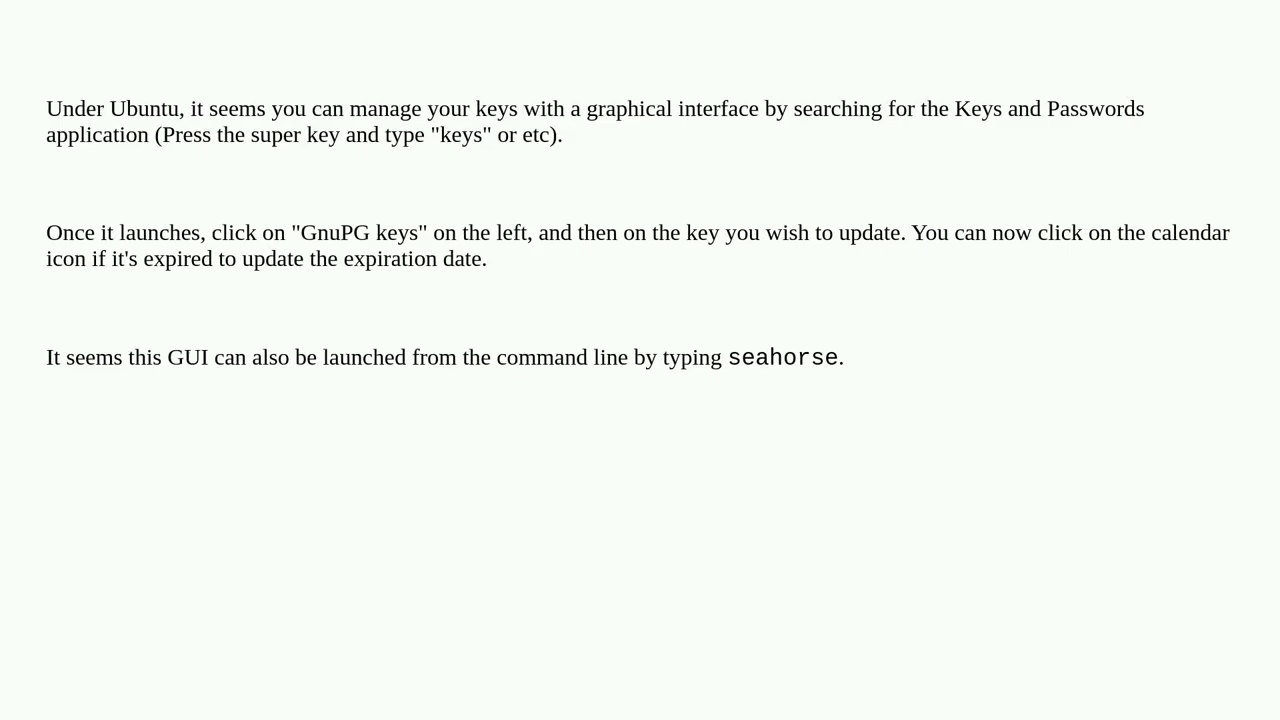 Under Ubuntu, it seems you can manage your keys with a graphical interface by searching for the Keys and Passwords
application (Press the super key and type "keys" or etc).
Once it launches, click on "GnuPG keys" on the left, and then on the key you wish to update. You can now click on the calendar
icon if it's expired to update the expiration date.
It seems this GUI can also be launched from the command line by typing seahorse.